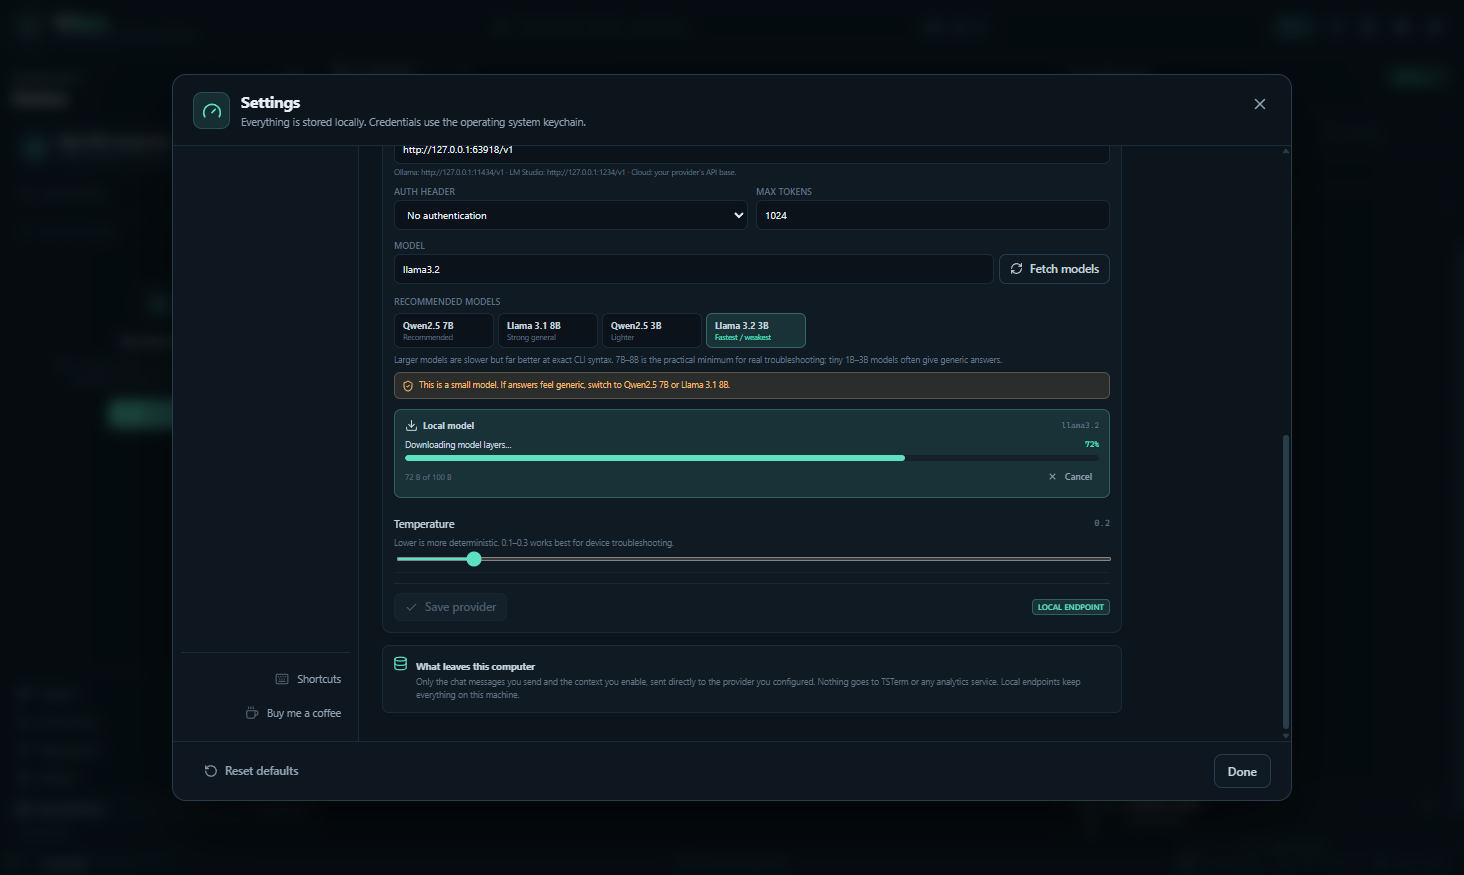 Settings
Everything is stored locally. Credentials use the operating system keychain.
http://127.0.0.1:63918/v1
Ollama: http://127.0.0.1:11434/v1 · LM Studio: http://127.0.0.1:1234/v1 · Cloud: your provider's API base.
AUTH HEADER
MAX TOKENS
No authentication
1024
MODEL
llama3.2
Fetch models
RECOMMENDED MODELS
Qwen2.5 7B
Recommended
Llama 3.1 8B
Strong general
Qwen2.5 3B
Lighter
Llama 3.2 3B
Fastest / weakest
Larger models are slower but far better at exact CLI syntax. 7B–8B is the practical minimum for real troubleshooting; tiny 1B–3B models often give generic answers.
This is a small model. If answers feel generic, switch to Qwen2.5 7B or Llama 3.1 8B.
Local model
llama3.2
Downloading model layers...
72%
72 B of 100 B
Cancel
Temperature
0.2
Lower is more deterministic. 0.1–0.3 works best for device troubleshooting.
Save provider
LOCAL ENDPOINT
What leaves this computer
Only the chat messages you send and the context you enable, sent directly to the provider you configured. Nothing goes to TSTerm or any analytics service. Local endpoints keep
everything on this machine.
Shortcuts
Buy me a coffee
Reset defaults
Done